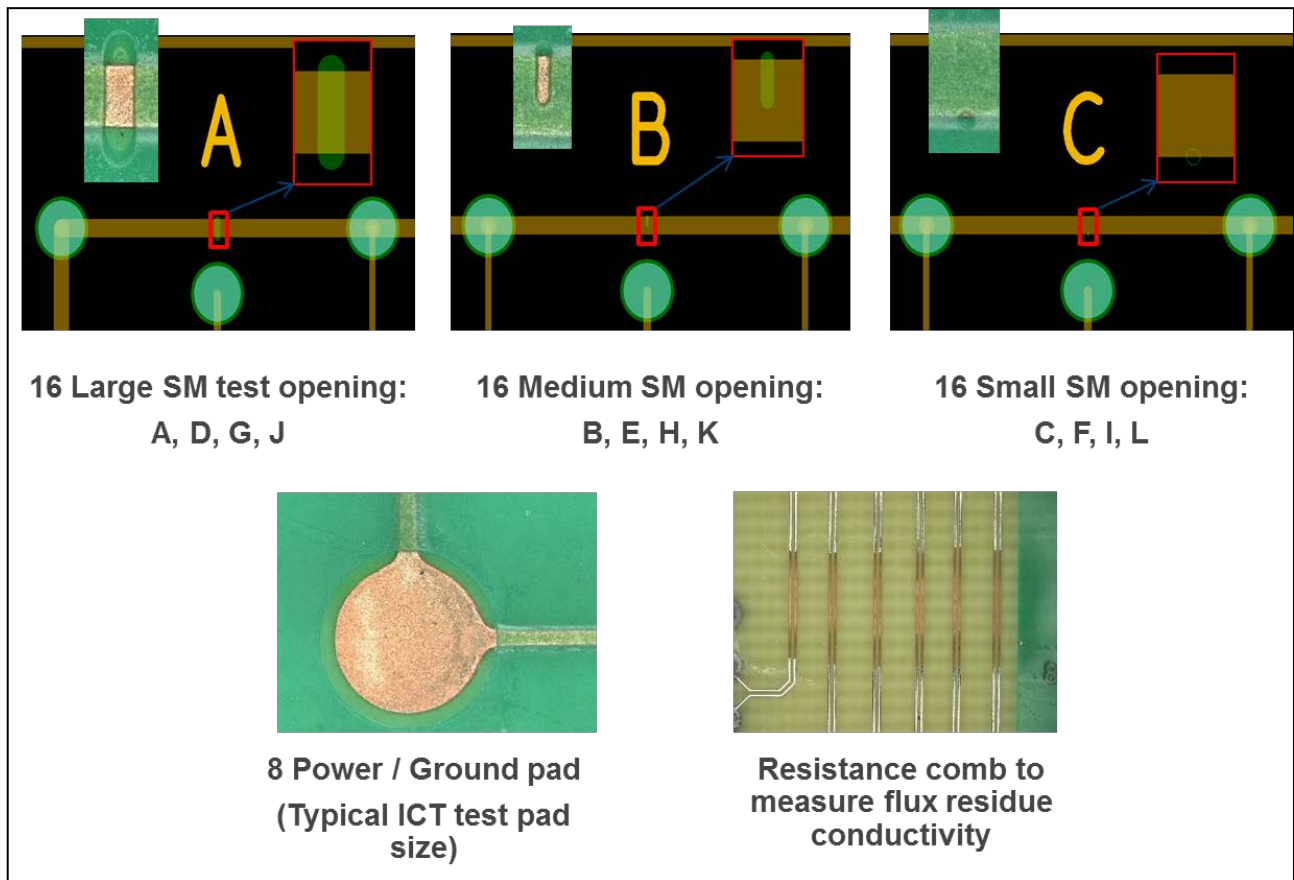 A
B
C
16 Large SM test opening:
A, D, G, J
16 Medium SM opening:
B, E, H, K
16 Small SM opening:
C, F, I, L
8 Power / Ground pad
(Typical ICT test pad
size)
Resistance comb to
measure flux residue
conductivity